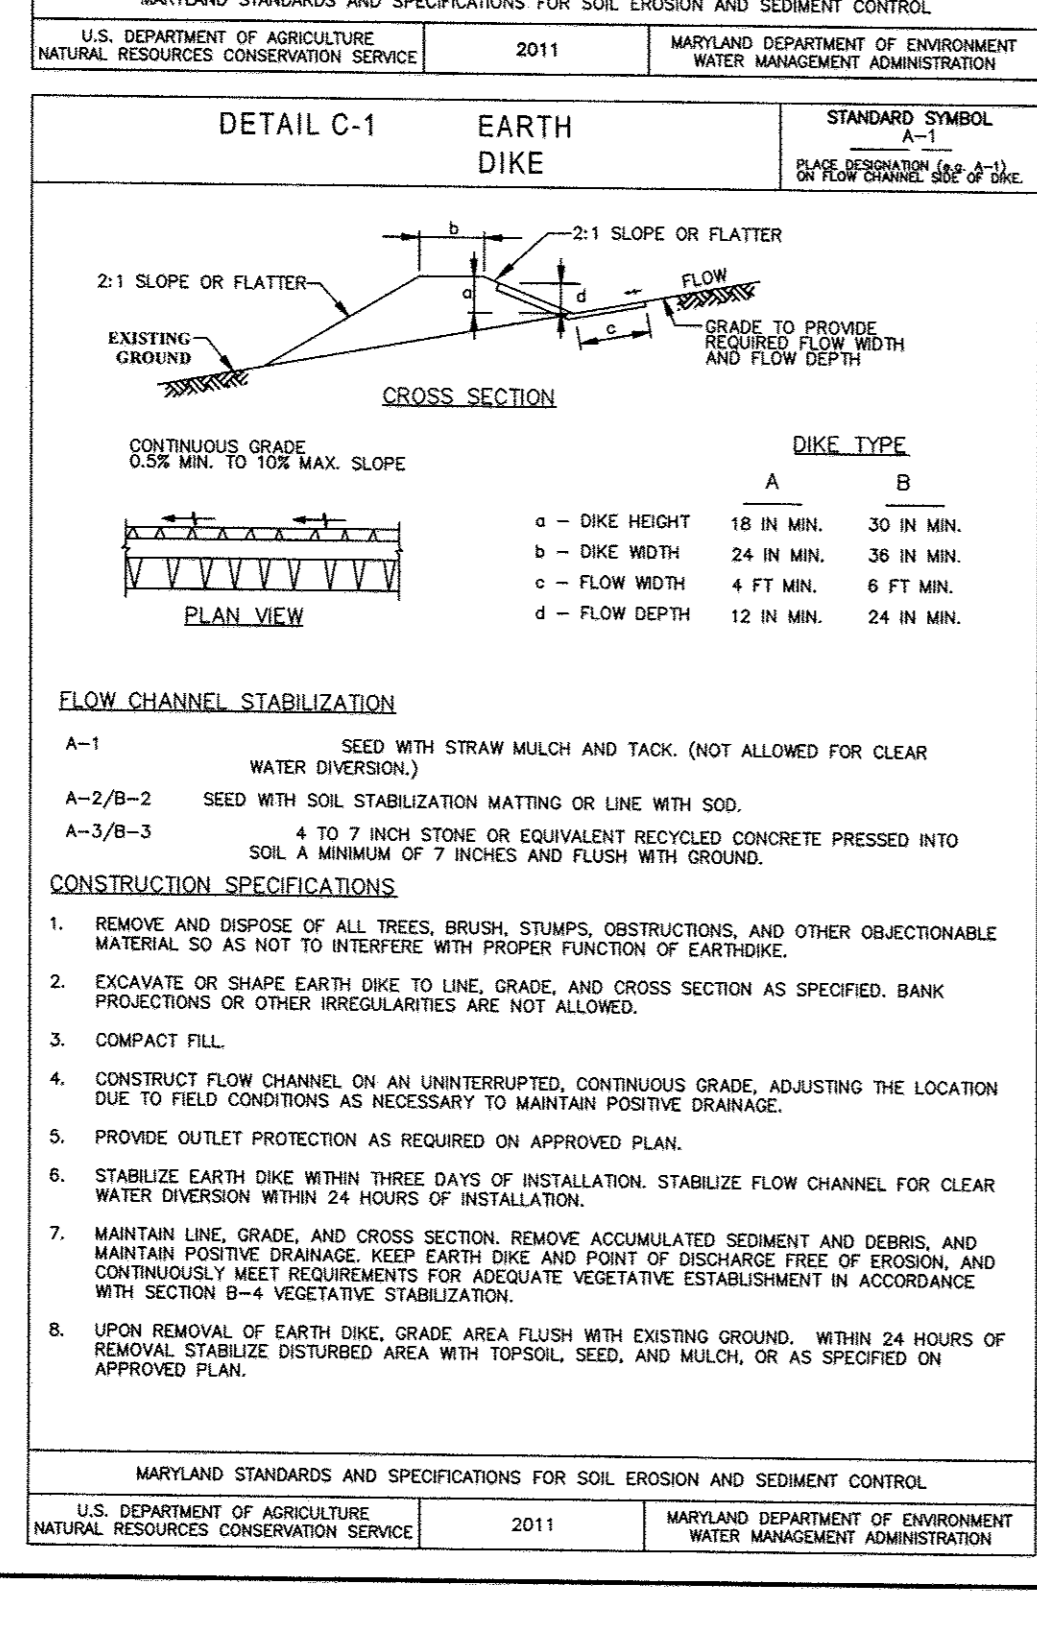 MARYLAND STANDARDS AND SPECIFICATIONS FOR SOIL EROSION AND SEDIMENT CONTROL
U.S. DEPARTMENT OF AGRICULTURE
NATURAL RESOURCES CONSERVATION SERVICE
2011
MARYLAND DEPARTMENT OF ENVIRONMENT
WATER MANAGEMENT ADMINISTRATION
DETAIL C-1
EARTH
DIKE
STANDARD SYMBOL
A-1
PLACE DESIGNATION (e.g. A-1)
ON FLOW CHANNEL SIDE OF DIKE.
b
2:1 SLOPE OR FLATTER
2:1 SLOPE OR FLATTER
a
d
FLOW
c
EXISTING
GROUND
GRADE TO PROVIDE
REQUIRED FLOW WIDTH
AND FLOW DEPTH
CROSS SECTION
CONTINUOUS GRADE
0.5% MIN. TO 10% MAX. SLOPE
PLAN VIEW
DIKE TYPE
A B
a - DIKE HEIGHT 18 IN MIN. 30 IN MIN.
b - DIKE WIDTH 24 IN MIN. 36 IN MIN.
c - FLOW WIDTH 4 FT MIN. 6 FT MIN.
d - FLOW DEPTH 12 IN MIN. 24 IN MIN.
FLOW CHANNEL STABILIZATION
A-1 SEED WITH STRAW MULCH AND TACK. (NOT ALLOWED FOR CLEAR
WATER DIVERSION.)
A-2/B-2 SEED WITH SOIL STABILIZATION MATTING OR LINE WITH SOD.
A-3/B-3 4 TO 7 INCH STONE OR EQUIVALENT RECYCLED CONCRETE PRESSED INTO
SOIL A MINIMUM OF 7 INCHES AND FLUSH WITH GROUND.
CONSTRUCTION SPECIFICATIONS
1. REMOVE AND DISPOSE OF ALL TREES, BRUSH, STUMPS, OBSTRUCTIONS, AND OTHER OBJECTIONABLE
MATERIAL SO AS NOT TO INTERFERE WITH PROPER FUNCTION OF EARTHDIKE.
2. EXCAVATE OR SHAPE EARTH DIKE TO LINE, GRADE, AND CROSS SECTION AS SPECIFIED. BANK
PROJECTIONS OR OTHER IRREGULARITIES ARE NOT ALLOWED.
3. COMPACT FILL.
4. CONSTRUCT FLOW CHANNEL ON AN UNINTERRUPTED, CONTINUOUS GRADE, ADJUSTING THE LOCATION
DUE TO FIELD CONDITIONS AS NECESSARY TO MAINTAIN POSITIVE DRAINAGE.
5. PROVIDE OUTLET PROTECTION AS REQUIRED ON APPROVED PLAN.
6. STABILIZE EARTH DIKE WITHIN THREE DAYS OF INSTALLATION. STABILIZE FLOW CHANNEL FOR CLEAR
WATER DIVERSION WITHIN 24 HOURS OF INSTALLATION.
7. MAINTAIN LINE, GRADE, AND CROSS SECTION. REMOVE ACCUMULATED SEDIMENT AND DEBRIS, AND
MAINTAIN POSITIVE DRAINAGE. KEEP EARTH DIKE AND POINT OF DISCHARGE FREE OF EROSION, AND
CONTINUOUSLY MEET REQUIREMENTS FOR ADEQUATE VEGETATIVE ESTABLISHMENT IN ACCORDANCE
WITH SECTION B-4 VEGETATIVE STABILIZATION.
8. UPON REMOVAL OF EARTH DIKE, GRADE AREA FLUSH WITH EXISTING GROUND. WITHIN 24 HOURS OF
REMOVAL STABILIZE DISTURBED AREA WITH TOPSOIL, SEED, AND MULCH, OR AS SPECIFIED ON
APPROVED PLAN.
MARYLAND STANDARDS AND SPECIFICATIONS FOR SOIL EROSION AND SEDIMENT CONTROL
U.S. DEPARTMENT OF AGRICULTURE
NATURAL RESOURCES CONSERVATION SERVICE
2011
MARYLAND DEPARTMENT OF ENVIRONMENT
WATER MANAGEMENT ADMINISTRATION